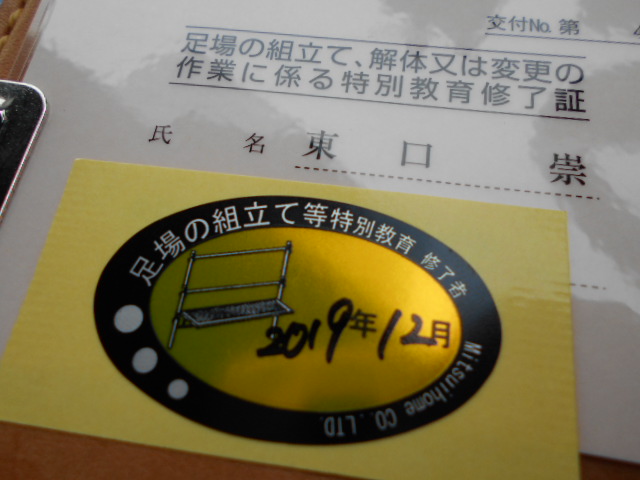 交付No. 第
足場の組立て、解体又は変更の
作業に係る特別教育修了証
氏 名 東 口 崇
足場の組立て等特別教育 修了者
2019年12月
Mitsuihome CO.,LTD.